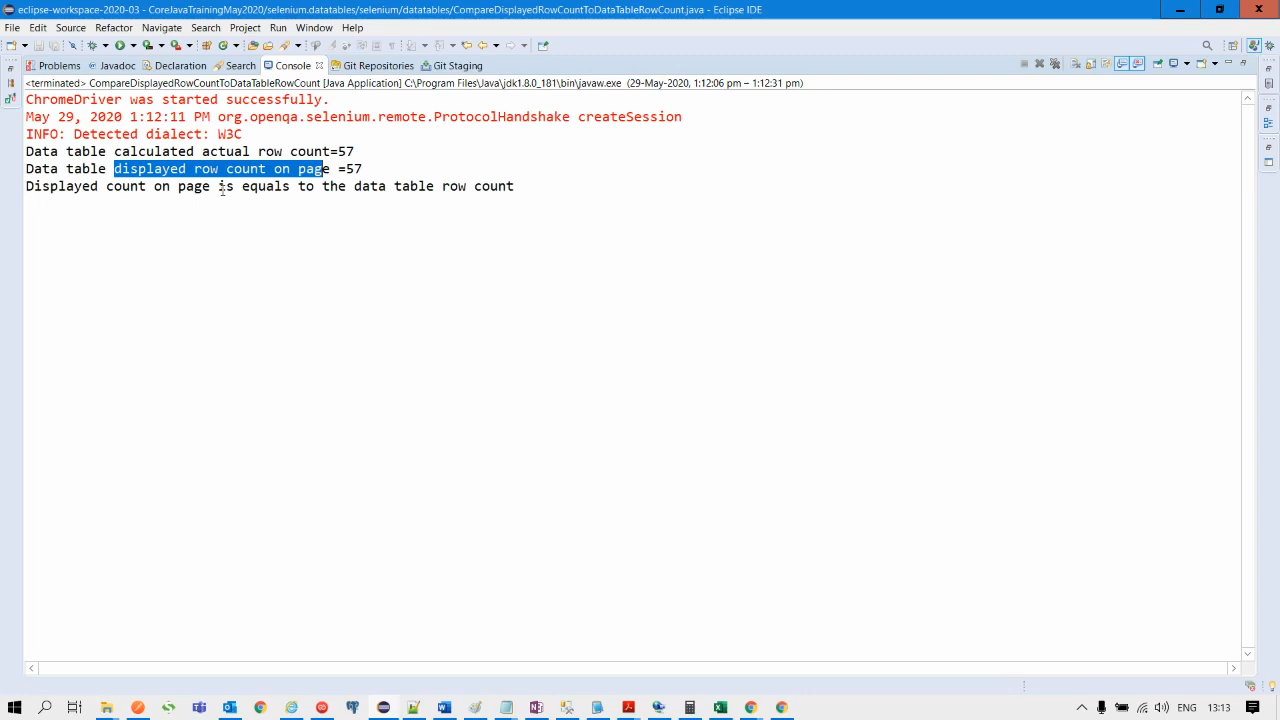 eclipse-workspace-2020-03 - CoreJavaTrainingMay2020/selenium.datatables/selenium/datatables/CompareDisplayedRowCountToDataTableRowCount.java - Eclipse IDE
File Edit Source Refactor Navigate Search Project Run Window Help
Problems Javadoc Declaration Search Console Git Repositories Git Staging
<terminated> CompareDisplayedRowCountToDataTableRowCount [Java Application] C:\Program Files\Java\jdk1.8.0_181\bin\javaw.exe (29-May-2020, 1:12:06 pm – 1:12:31 pm)
ChromeDriver was started successfully.
May 29, 2020 1:12:11 PM org.openqa.selenium.remote.ProtocolHandshake createSession
INFO: Detected dialect: W3C
Data table calculated actual row count=57
Data table displayed row count on page =57
Displayed count on page is equals to the data table row count
ENG 13:13